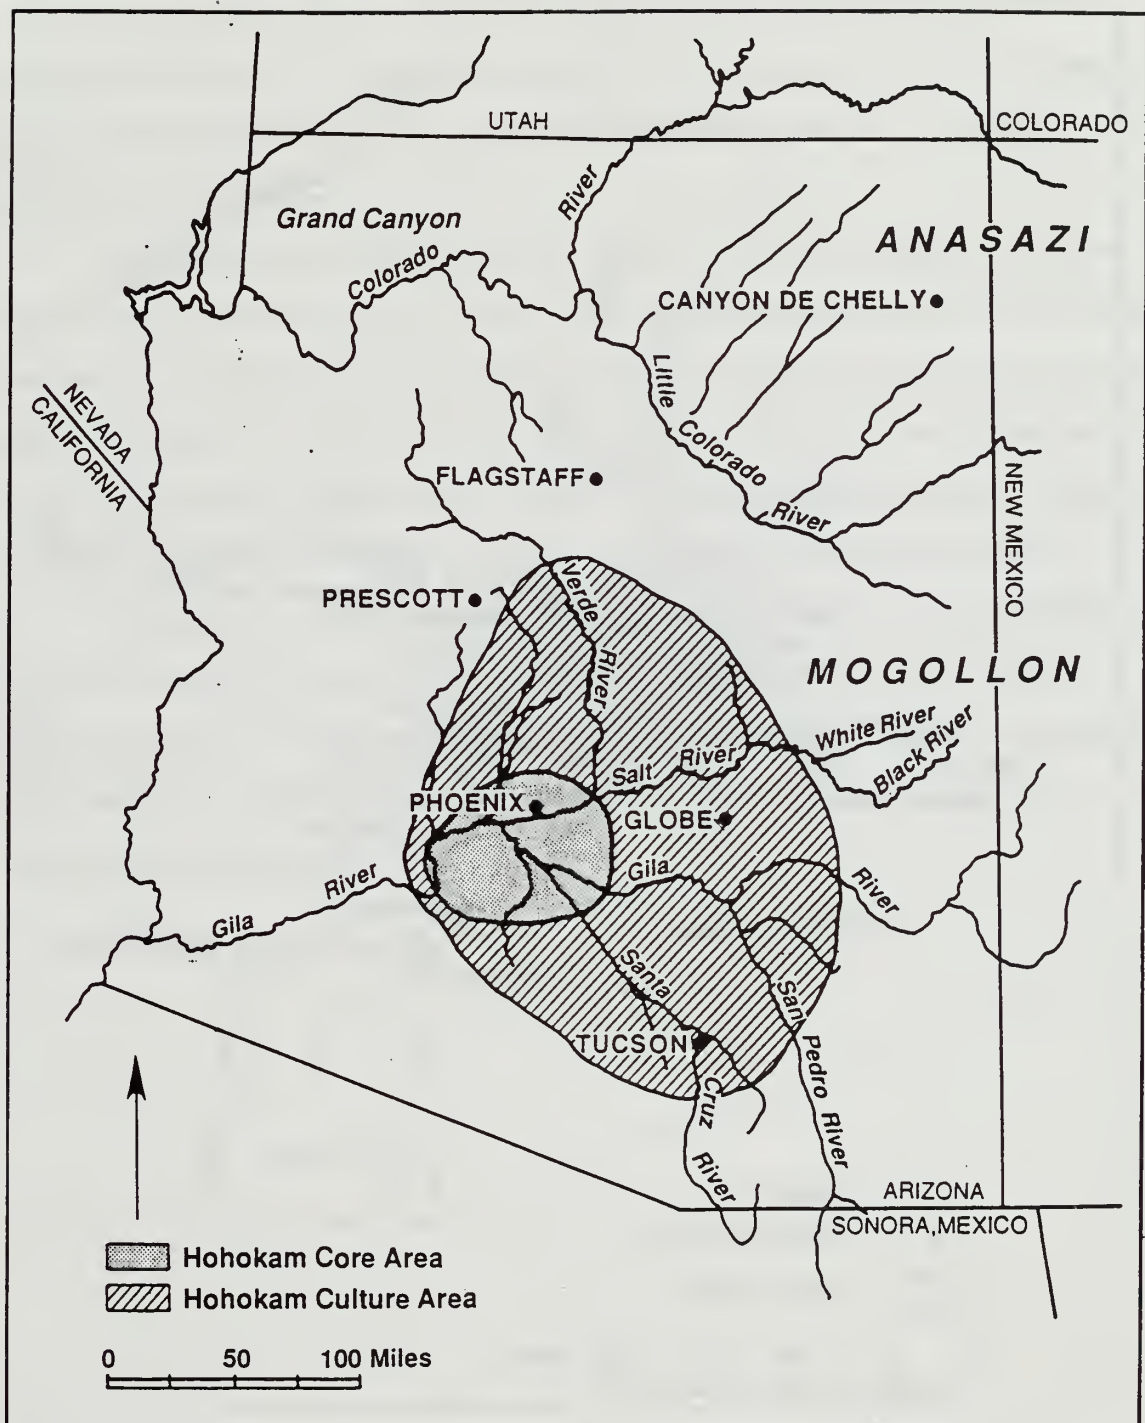 UTAH
COLORADO
Grand Canyon
Colorado
River
ANASAZI
CANYON DE CHELLY
Little
Colorado
River
NEVADA
CALIFORNIA
FLAGSTAFF
NEW MEXICO
PRESCOTT
Verde
River
MOGOLLON
White River
Black River
Salt
River
PHOENIX
GLOBE
Gila
River
Gila
River
Santa
Cruz
River
TUCSON
San
Pedro
River
ARIZONA
SONORA, MEXICO
Hohokam Core Area
Hohokam Culture Area
0 50 100 Miles